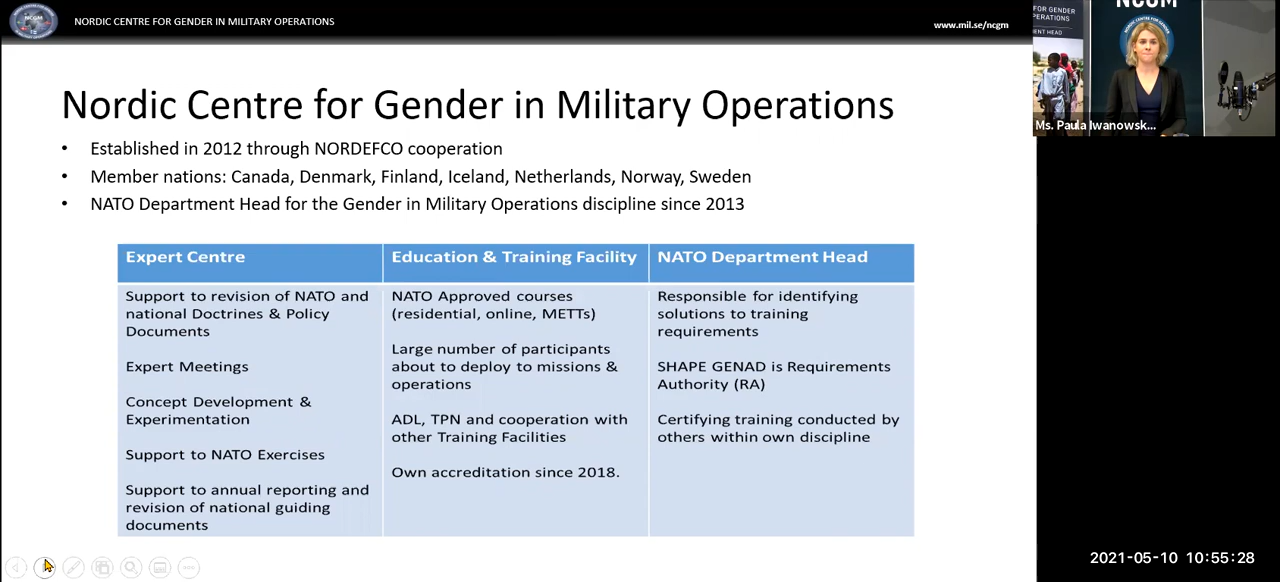 NORDIC CENTRE FOR GENDER IN MILITARY OPERATIONS
www.mil.se/ncgm
Nordic Centre for Gender in Military Operations
• Established in 2012 through NORDEFCO cooperation
• Member nations: Canada, Denmark, Finland, Iceland, Netherlands, Norway, Sweden
• NATO Department Head for the Gender in Military Operations discipline since 2013
Expert Centre
Support to revision of NATO and
national Doctrines & Policy
Documents
Expert Meetings
Concept Development &
Experimentation
Support to NATO Exercises
Support to annual reporting and
revision of national guiding
documents
Education & Training Facility
NATO Approved courses
(residential, online, METTs)
Large number of participants
about to deploy to missions &
operations
ADL, TPN and cooperation with
other Training Facilities
Own accreditation since 2018.
NATO Department Head
Responsible for identifying
solutions to training
requirements
SHAPE GENAD is Requirements
Authority (RA)
Certifying training conducted by
others within own discipline
FOR GENDER
OPERATIONS
MENT HEAD
NCGM
Ms. Paula Iwanowsk...
2021-05-10 10:55:28